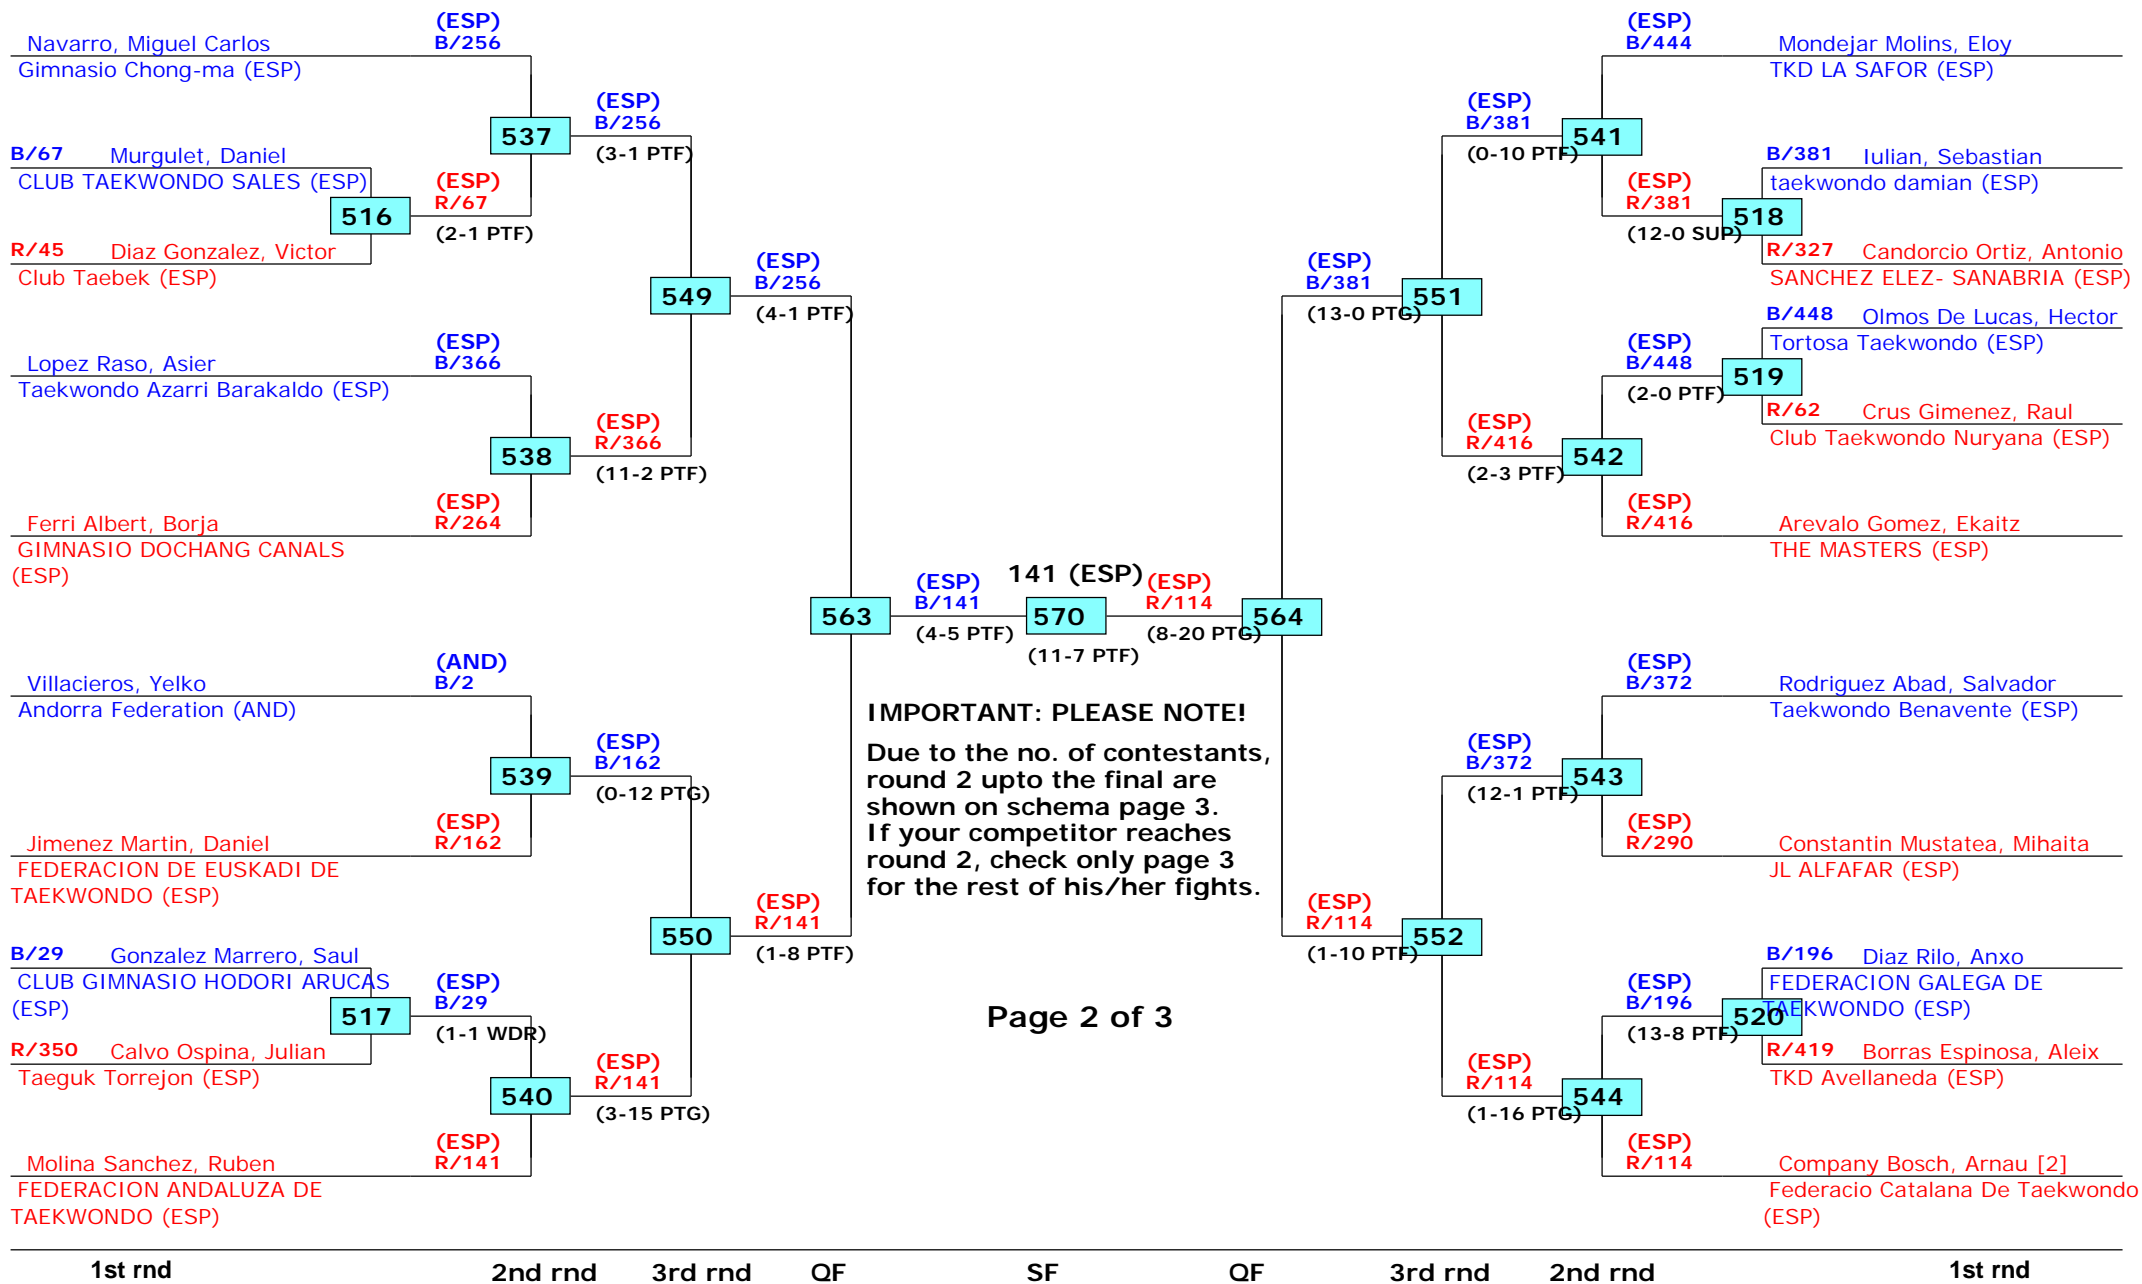 (ESP)
B/256
Navarro, Miguel Carlos
Gimnasio Chong-ma (ESP)
B/67 Murgulet, Daniel
CLUB TAEKWONDO SALES (ESP)
516
R/45 Diaz Gonzalez, Victor
Club Taebek (ESP)
(ESP)
R/67
(2-1 PTF)
537
(ESP)
B/256
(3-1 PTF)
Lopez Raso, Asier
Taekwondo Azarri Barakaldo (ESP)
(ESP)
B/366
538
(ESP)
R/366
(11-2 PTF)
Ferri Albert, Borja
GIMNASIO DOCHANG CANALS
(ESP)
(ESP)
R/264
549
(ESP)
B/256
(4-1 PTF)
Villacieros, Yelko
Andorra Federation (AND)
(AND)
B/2
539
(ESP)
B/162
(0-12 PTG)
Jimenez Martin, Daniel
FEDERACION DE EUSKADI DE
TAEKWONDO (ESP)
(ESP)
R/162
B/29 Gonzalez Marrero, Saul
CLUB GIMNASIO HODORI ARUCAS
(ESP)
517
R/350 Calvo Ospina, Julian
Taeguk Torrejon (ESP)
(ESP)
B/29
(1-1 WDR)
540
(ESP)
R/141
(3-15 PTG)
Molina Sanchez, Ruben
FEDERACION ANDALUZA DE
TAEKWONDO (ESP)
(ESP)
R/141
550
(ESP)
R/141
(1-8 PTF)
563
(ESP)
B/141
(4-5 PTF)
141 (ESP)
570
(11-7 PTF)
(ESP)
R/114
(8-20 PTG)
564
IMPORTANT: PLEASE NOTE!
Due to the no. of contestants,
round 2 upto the final are
shown on schema page 3.
If your competitor reaches
round 2, check only page 3
for the rest of his/her fights.
Page 2 of 3
(ESP)
B/381
(13-0 PTG)
551
(ESP)
B/381
(0-10 PTF)
541
(ESP)
B/444
Mondejar Molins, Eloy
TKD LA SAFOR (ESP)
(ESP)
R/381
(12-0 SUP)
518
B/381 Iulian, Sebastian
taekwondo damian (ESP)
R/327 Candorcio Ortiz, Antonio
SANCHEZ ELEZ- SANABRIA (ESP)
(ESP)
R/416
(2-3 PTF)
542
(ESP)
B/448
(2-0 PTF)
519
B/448 Olmos De Lucas, Hector
Tortosa Taekwondo (ESP)
R/62 Crus Gimenez, Raul
Club Taekwondo Nuryana (ESP)
(ESP)
R/416
Arevalo Gomez, Ekaitz
THE MASTERS (ESP)
(ESP)
R/114
(1-10 PTF)
552
(ESP)
B/372
(12-1 PTF)
543
(ESP)
B/372
Rodriguez Abad, Salvador
Taekwondo Benavente (ESP)
(ESP)
R/290
Constantin Mustatea, Mihaita
JL ALFAFAR (ESP)
(ESP)
R/114
(1-16 PTG)
544
(ESP)
B/196
(13-8 PTF)
520
B/196 Diaz Rilo, Anxo
FEDERACION GALEGA DE
TAEKWONDO (ESP)
R/419 Borras Espinosa, Aleix
TKD Avellaneda (ESP)
(ESP)
R/114
Company Bosch, Arnau [2]
Federacio Catalana De Taekwondo
(ESP)
1st rnd 2nd rnd 3rd rnd QF SF QF 3rd rnd 2nd rnd 1st rnd